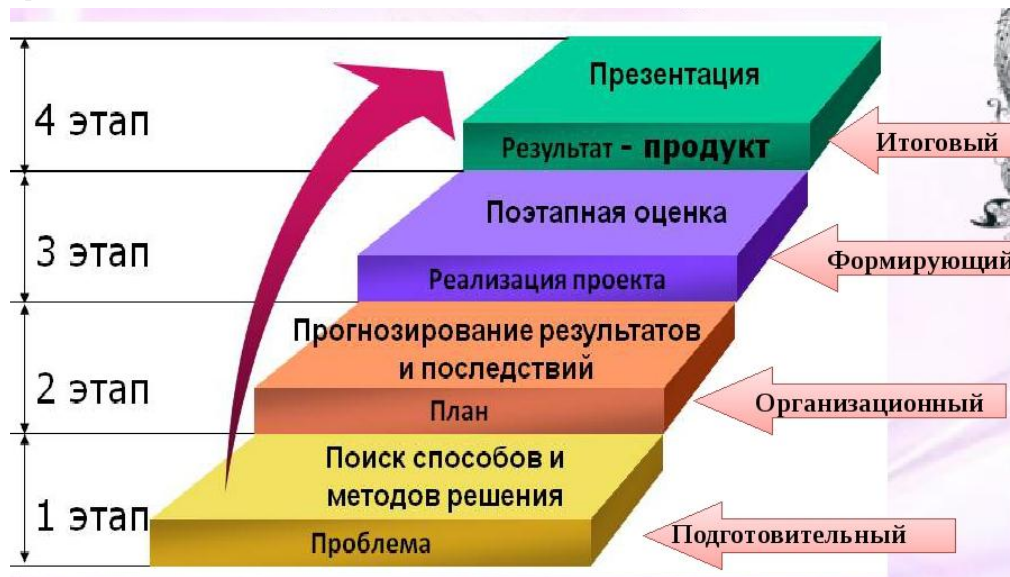 4 этап
Презентация
Результат - продукт
Итоговый
3 этап
Поэтапная оценка
Реализация проекта
Формирующий
2 этап
Прогнозирование результатов
и последствий
План
Организационный
1 этап
Поиск способов и
методов решения
Проблема
Подготовительный